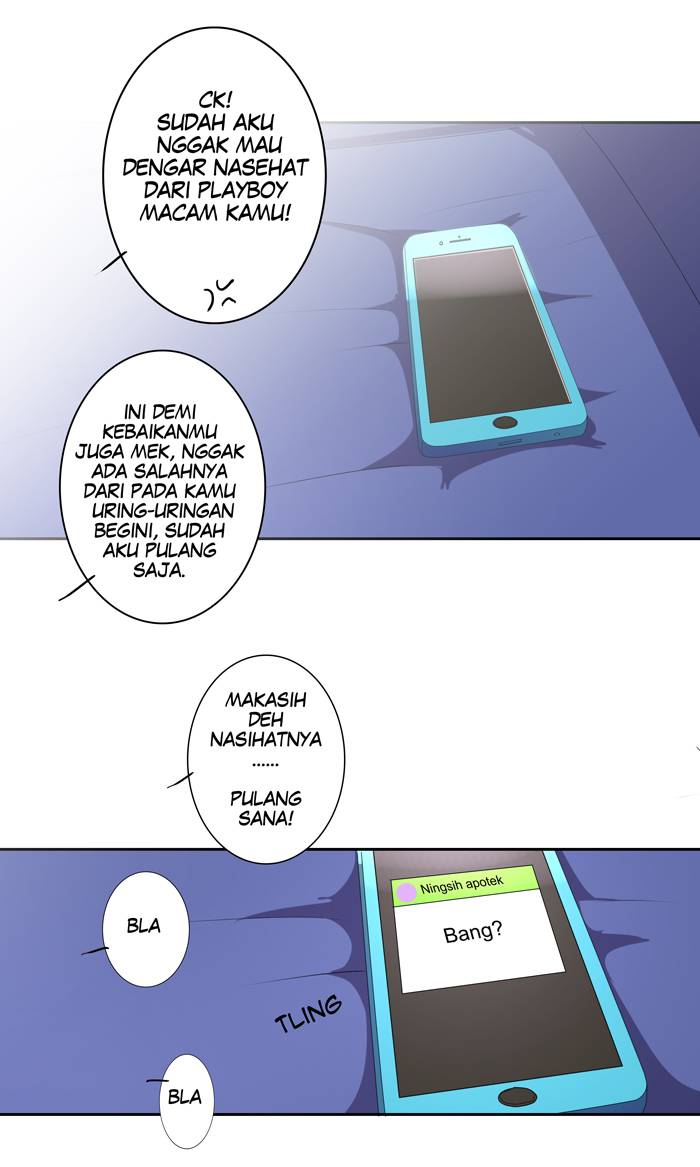 CK!
SUDAH AKU
NGGAK MAU
DENGAR NASEHAT
DARI PLAYBOY
MACAM KAMU!
INI DEMI
KEBAIKANMU
JUGA MEK, NGGAK
ADA SALAHNYA
DARI PADA KAMU
URING-URINGAN
BEGINI, SUDAH
AKU PULANG
SAJA.
MAKASIH
DEH
NASIHATNYA
......
PULANG
SANA!
Ningsih apotek
Bang?
BLA
TLING
BLA